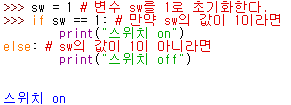 >>> sw = 1 # 변수 sw를 1로 초기화한다.
>>> if sw == 1: # 만약 sw의 값이 1이라면
        print("스위치 on")
else: # sw의 값이 1이 아니라면
        print("스위치 off")
스위치 on